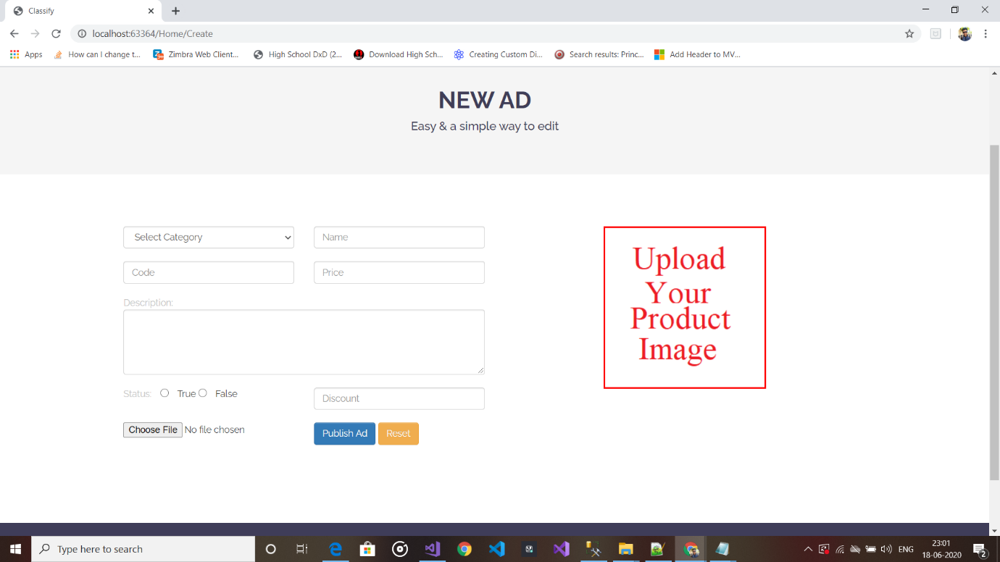 Classify
localhost:63364/Home/Create
Apps How can I change t... Zimbra Web Client... High School DxD (2... Download High Sch... Creating Custom Di... Search results: Princ... Add Header to MV...
NEW AD
Easy & a simple way to edit
Select Category Name
Code Price
Description:
Status: True False Discount
Choose File No file chosen Publish Ad Reset
Upload
Your
Product
Image
Type here to search
ENG 23:01
18-06-2020 2